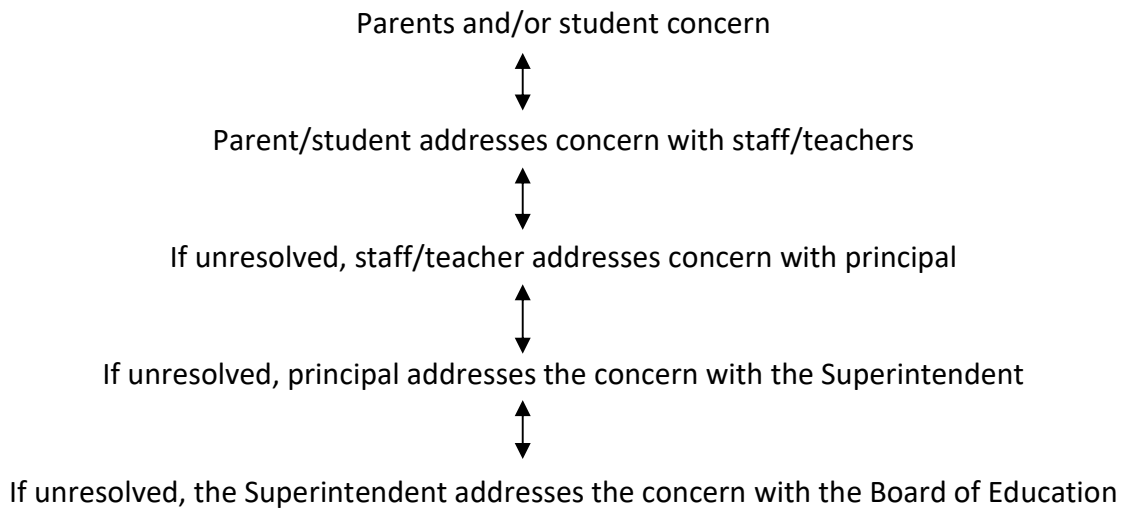 Parents and/or student concern
Parent/student addresses concern with staff/teachers
If unresolved, staff/teacher addresses concern with principal
If unresolved, principal addresses the concern with the Superintendent
If unresolved, the Superintendent addresses the concern with the Board of Education